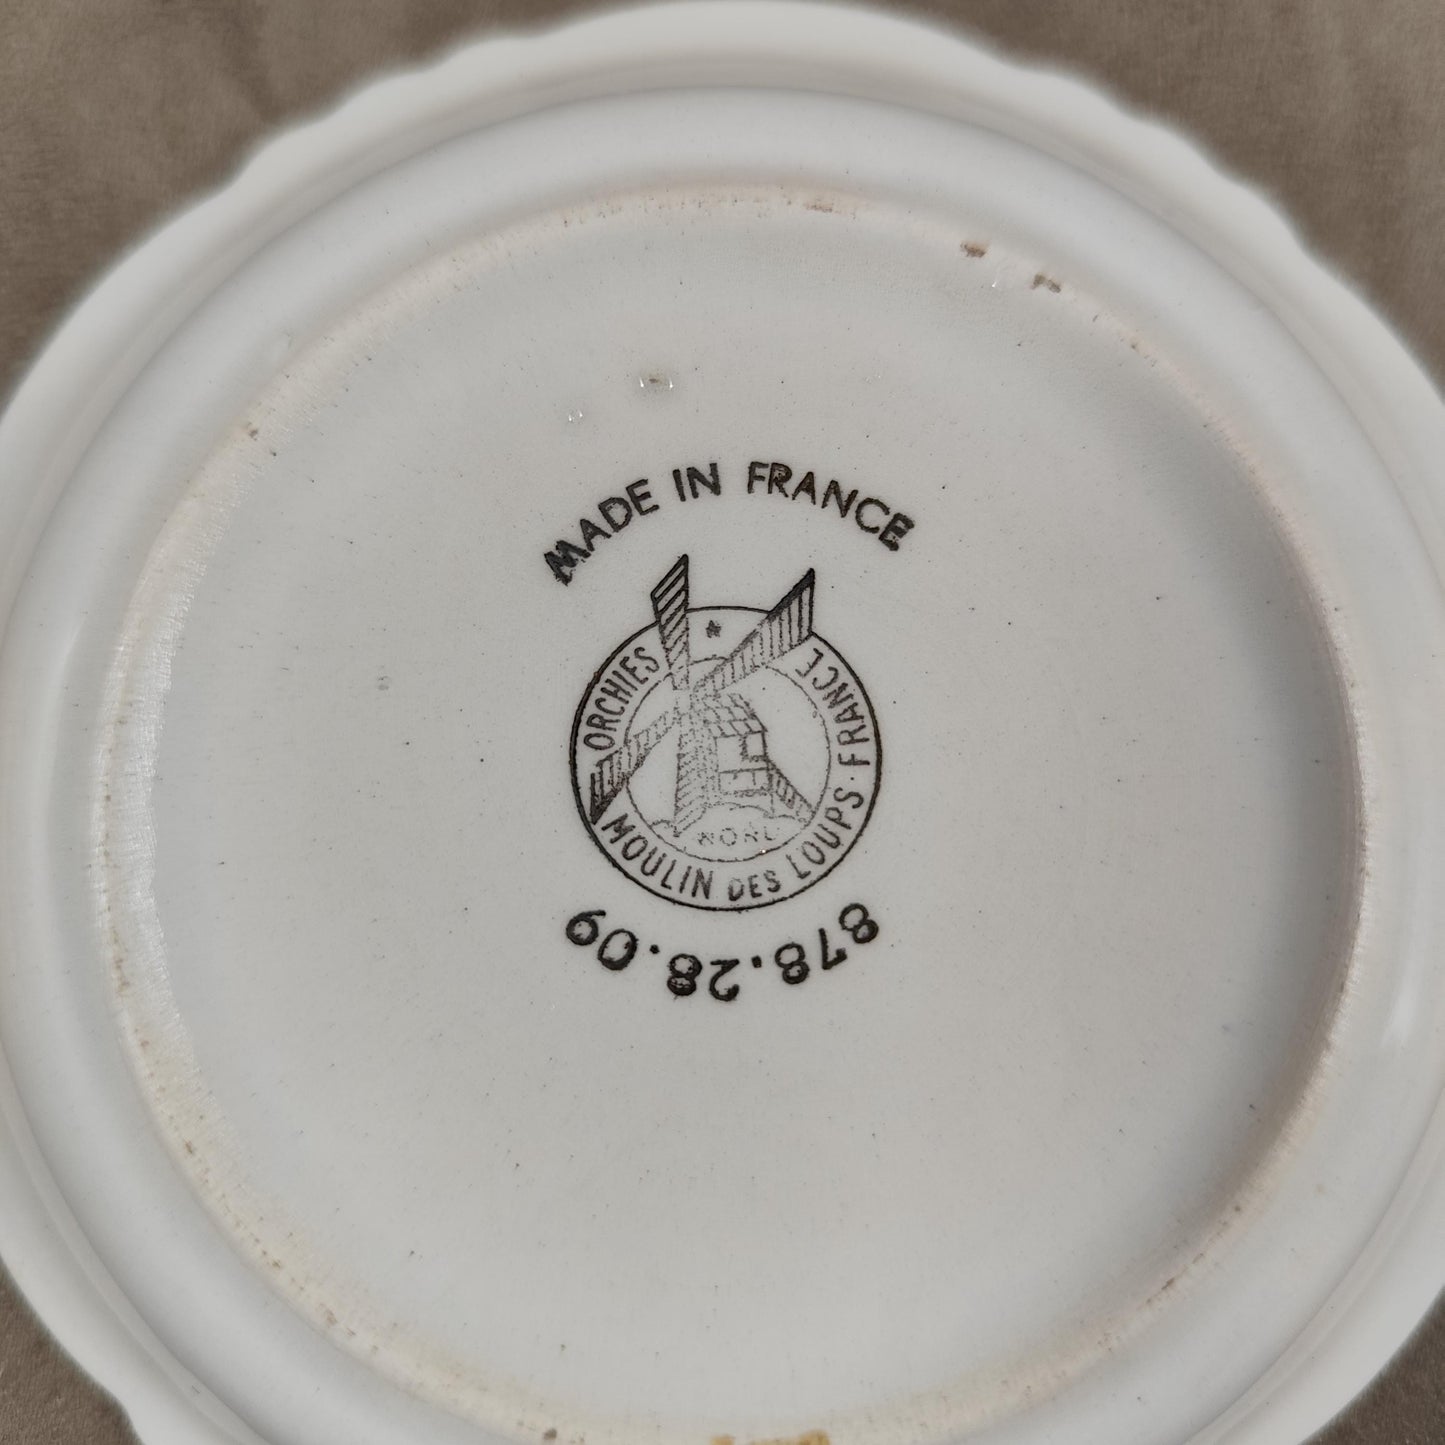 MADE IN FRANCE
ORCHIES
MOULIN DES LOUPS·FRANCE
NORD
878.28.09